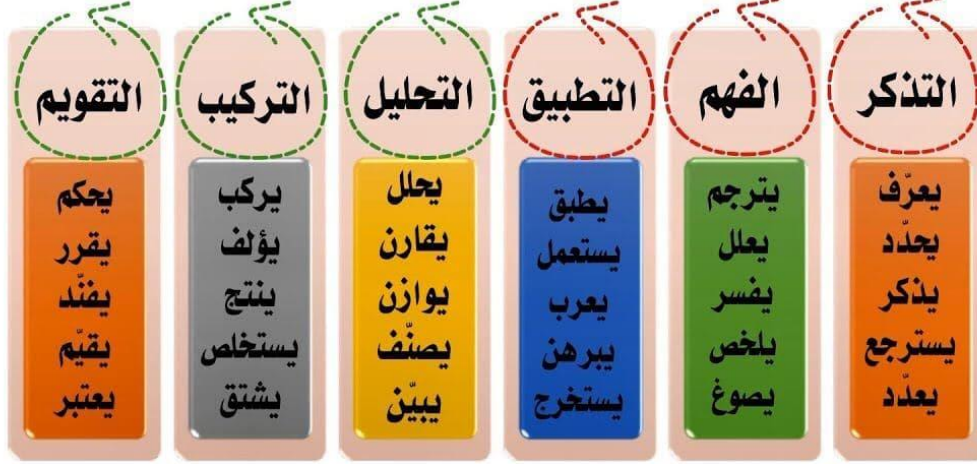 التذكر
يعرّف
يحدّد
يذكر
يسترجع
يعدّد
الفهم
يترجم
يعلل
يفسر
يلخص
يصوغ
التطبيق
يطبق
يستعمل
يعرب
يبرهن
يستخرج
التحليل
يحلل
يقارن
يوازن
يصنّف
يبيّن
التركيب
يركب
يؤلف
ينتج
يستخلص
يشتق
التقويم
يحكم
يقرر
يفنّد
يقيّم
يعتبر